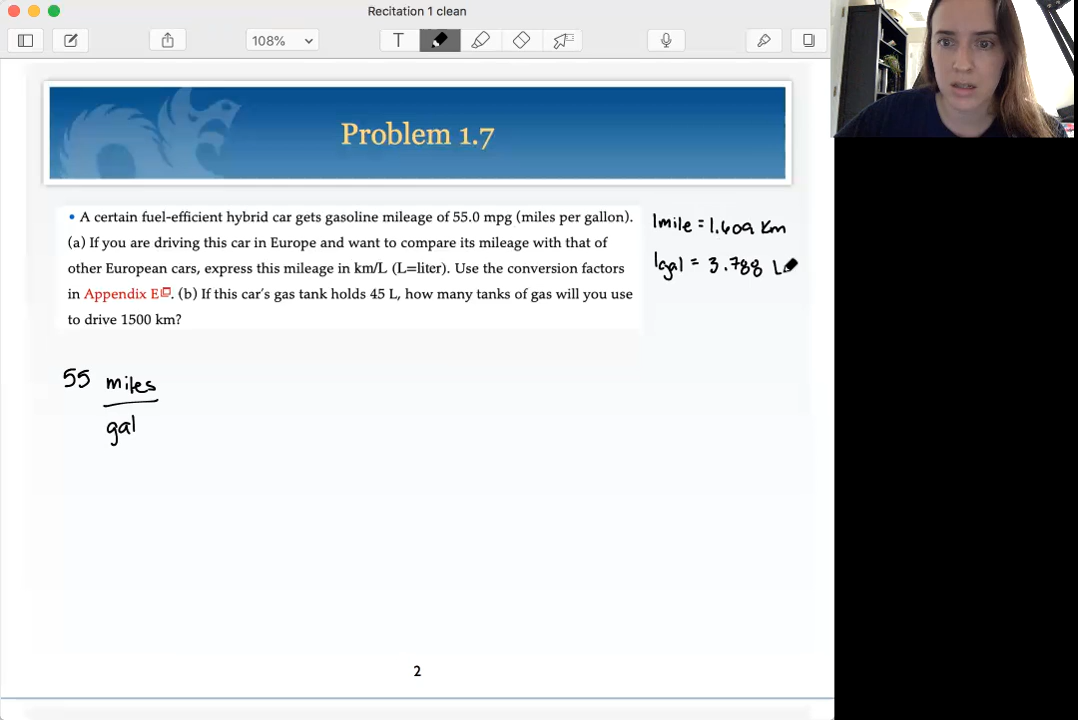 Recitation 1 clean
108%
T
Problem 1.7
• A certain fuel-efficient hybrid car gets gasoline mileage of 55.0 mpg (miles per gallon).
(a) If you are driving this car in Europe and want to compare its mileage with that of
other European cars, express this mileage in km/L (L=liter). Use the conversion factors
in Appendix E. (b) If this car's gas tank holds 45 L, how many tanks of gas will you use
to drive 1500 km?
1mile = 1.609 Km
1gal = 3.788 L
55 miles
gal
2